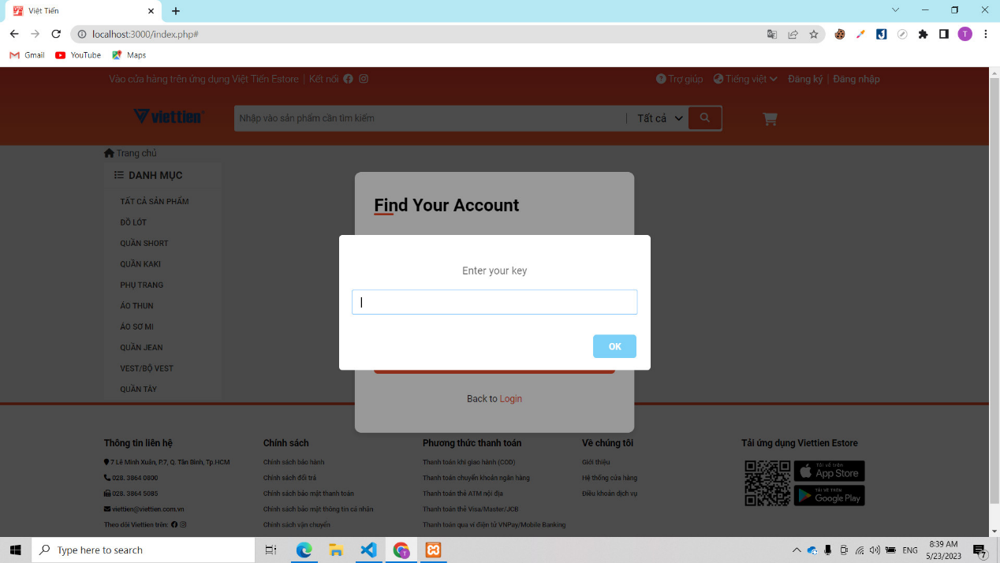 Việt Tiến
localhost:3000/index.php#
T
Gmail
YouTube
Maps
Vào cửa hàng trên ứng dụng Việt Tiến Estore | Kết nối
Trợ giúp
Tiếng việt
Đăng ký | Đăng nhập
viettien
Nhập vào sản phẩm cần tìm kiếm
Tất cả
Trang chủ
DANH MỤC
TẤT CẢ SẢN PHẨM
ĐỒ LÓT
QUẦN SHORT
QUẦN KAKI
PHỤ TRANG
ÁO THUN
ÁO SƠ MI
QUẦN JEAN
VEST/BỘ VEST
QUẦN TÂY
Find Your Account
Enter your key
OK
Back to Login
Thông tin liên hệ
7 Lê Minh Xuân, P.7, Q. Tân Bình, Tp.HCM
028. 3864 0800
028. 3864 5085
viettien@viettien.com.vn
Theo dõi Viettien trên:
Chính sách
Chính sách bảo hành
Chính sách đổi trả
Chính sách bảo mật thanh toán
Chính sách bảo mật thông tin cá nhân
Chính sách vận chuyển
Phương thức thanh toán
Thanh toán khi giao hành (COD)
Thanh toán chuyển khoản ngân hàng
Thanh toán thẻ ATM nội địa
Thanh toán thẻ Visa/Master/JCB
Thanh toán qua ví điện tử VNPay/Mobile Banking
Về chúng tôi
Giới thiệu
Hệ thống cửa hàng
Điều khoản dịch vụ
Tải ứng dụng Viettien Estore
Tải về trên
App Store
TẢI VỀ TRÊN
Google Play
Type here to search
T
ENG
8:39 AM
5/23/2023
7